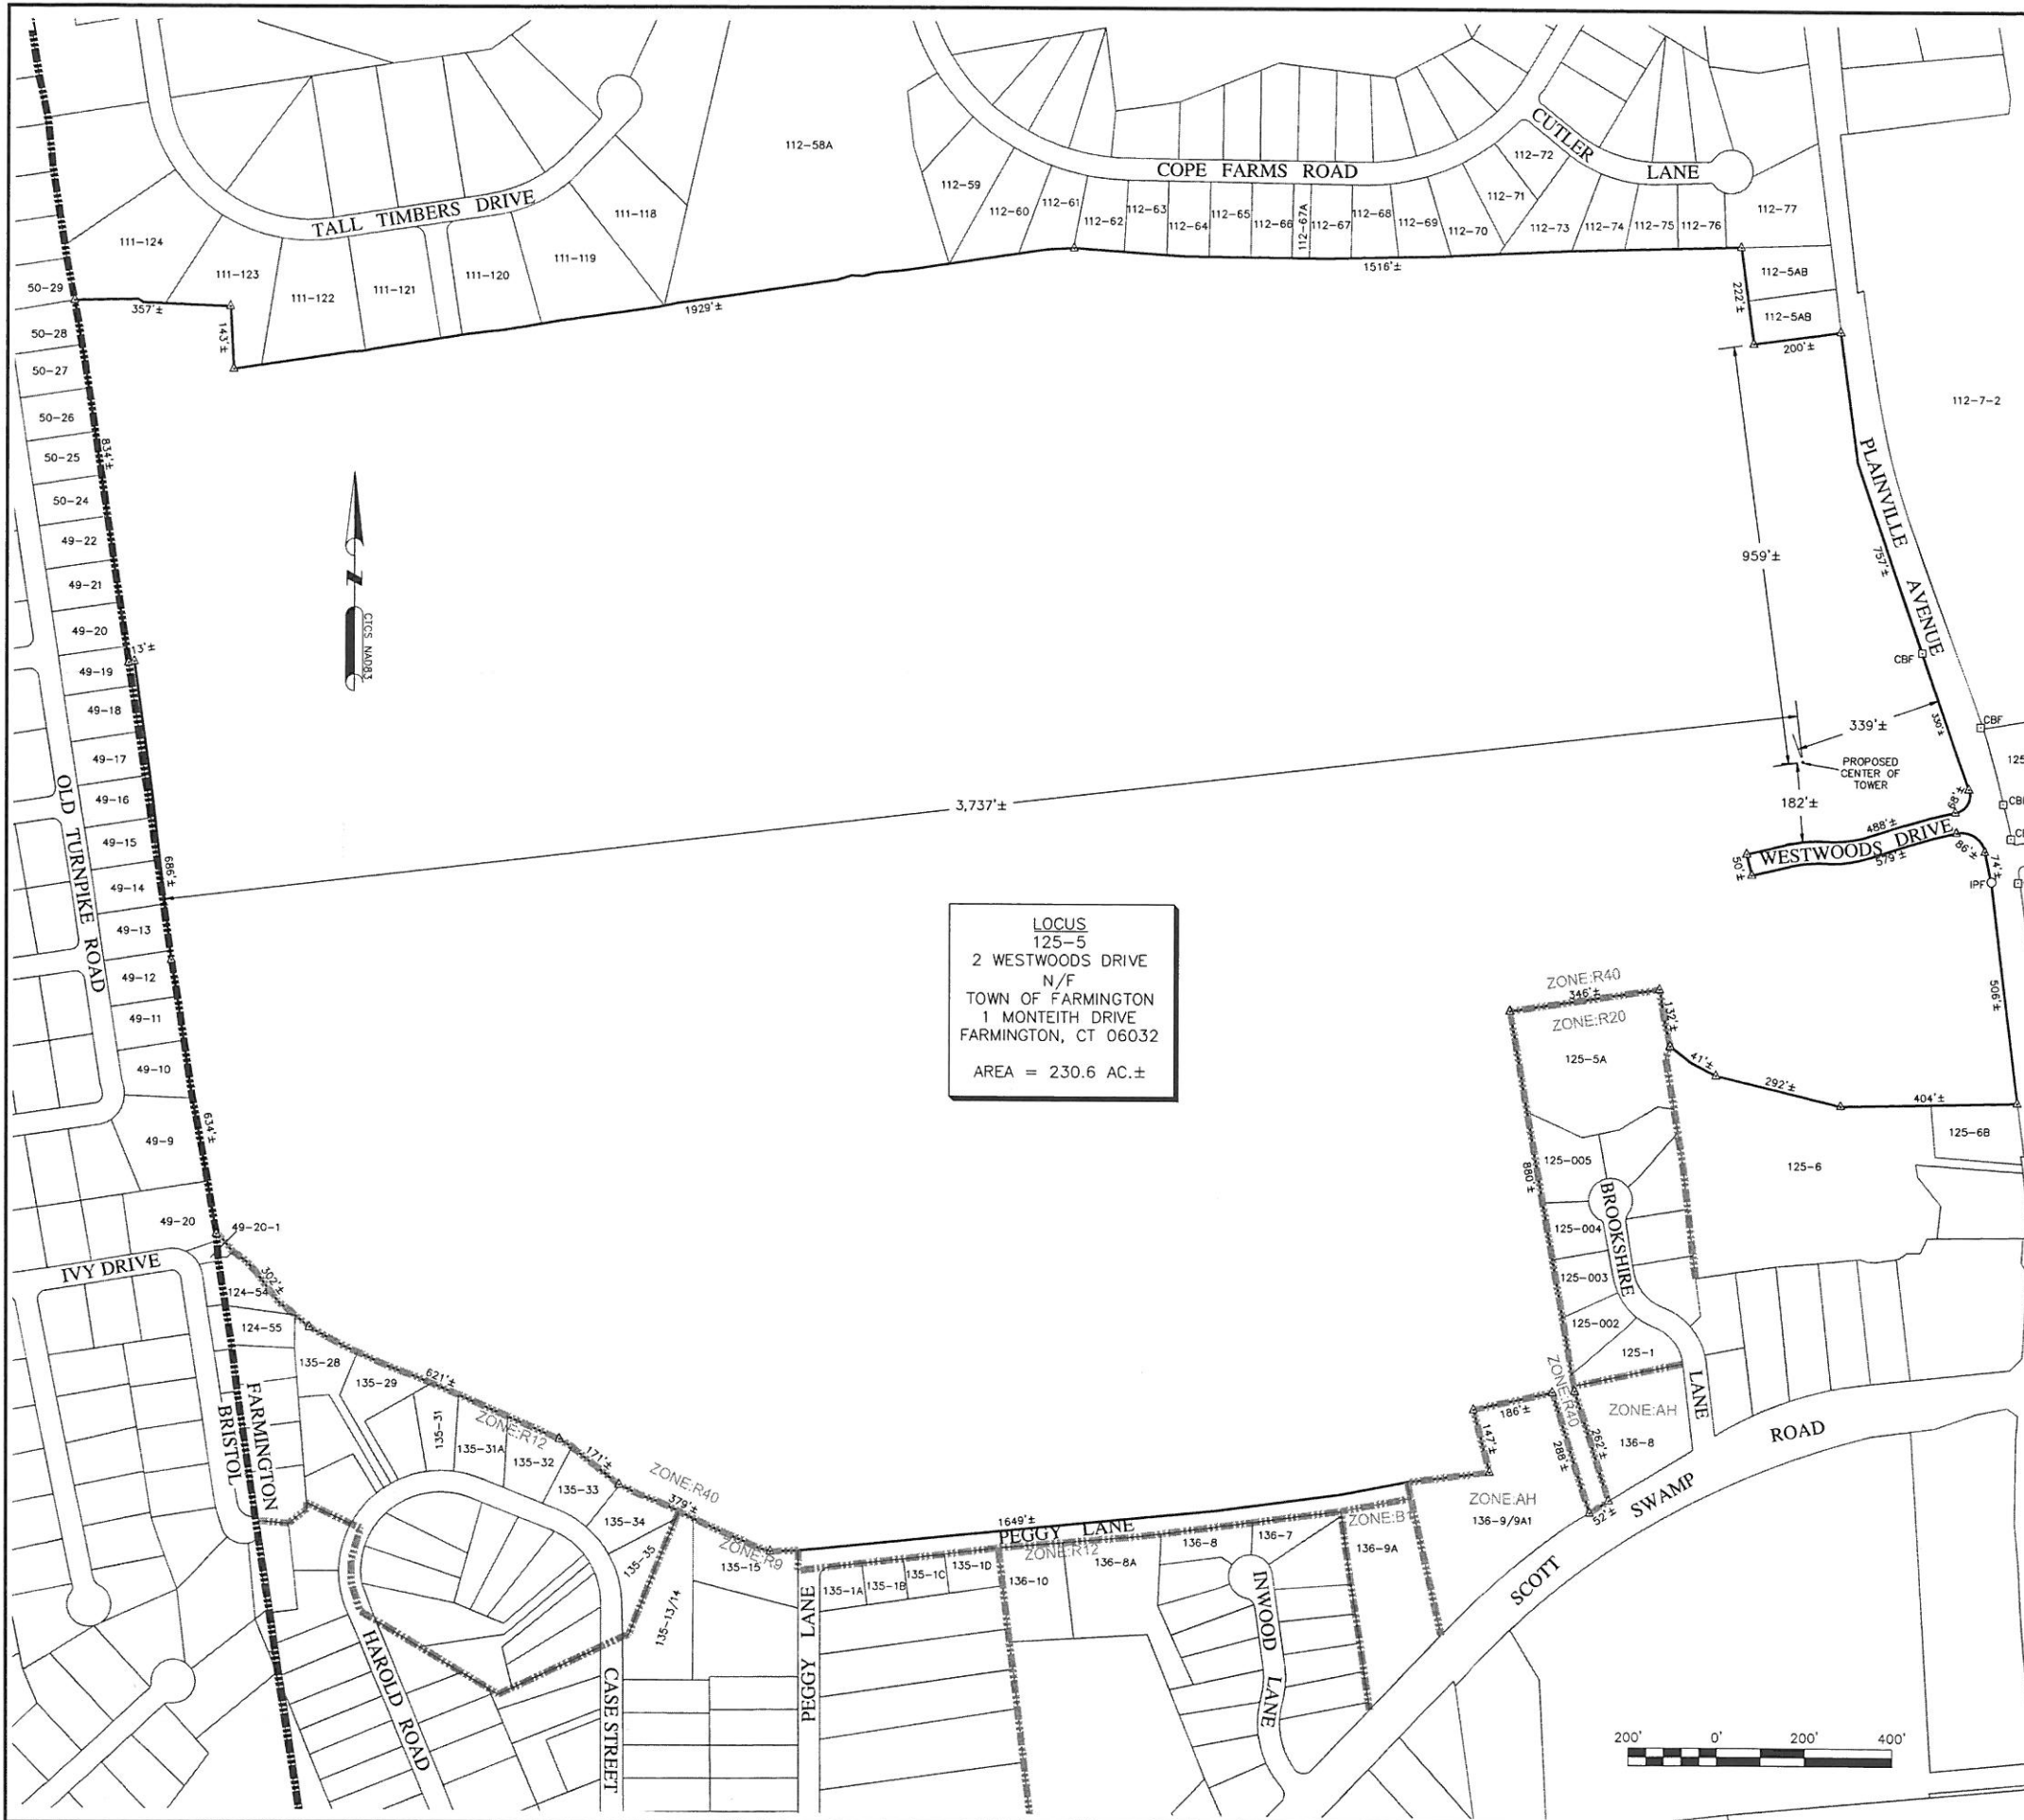 112-58A
COPE FARMS ROAD
CUTLER
LANE
TALL TIMBERS DRIVE
112-59
112-60
112-61
112-62
112-63
112-64
112-65
112-66
112-67A
112-67
112-68
112-69
112-70
112-71
112-72
112-73
112-74
112-75
112-76
112-77
111-118
111-119
111-120
111-121
111-122
111-123
111-124
112-5AB
112-5AB
357'±
143'±
1929'±
1516'±
222'±
200'±
112-7-2
50-29
50-28
50-27
50-26
50-25
50-24
49-22
49-21
49-20
49-19
49-18
49-17
49-16
49-15
49-14
49-13
49-12
49-11
49-10
49-9
49-20
49-20-1
834'±
13'±
686'±
634'±
OLD TURNPIKE ROAD
N
CTCS NAD83
PLAINVILLE AVENUE
757'±
959'±
CBF
CBF
330'±
339'±
PROPOSED
CENTER OF
TOWER
182'±
3,737'±
68'±
488'±
WESTWOODS DRIVE
579'±
50'±
86'±
74'±
IPF
506'±
LOCUS
125-5
2 WESTWOODS DRIVE
N/F
TOWN OF FARMINGTON
1 MONTEITH DRIVE
FARMINGTON, CT 06032
AREA = 230.6 AC.±
ZONE:R40
346'±
ZONE:R20
132'±
125-5A
41'±
292'±
404'±
125-6B
125-6
125-005
880'±
125-004
BROOKSHIRE
125-003
125-002
125-1
LANE
ZONE:R40
186'±
147'±
288'±
262'±
52'±
ZONE:AH
136-8
ZONE:AH
136-9/9A1
SCOTT SWAMP ROAD
IVY DRIVE
302'±
124-54
124-55
135-28
135-29
621'±
135-31
135-31A
ZONE:R12
135-32
171'±
135-33
135-34
ZONE:R40
379'±
135-35
ZONE:R9
135-15
135-13/14
FARMINGTON
BRISTOL
HAROLD ROAD
CASE STREET
PEGGY LANE
1649'±
PEGGY LANE
ZONE:R12
135-1A
135-1B
135-1C
135-1D
136-10
136-8A
136-8
136-7
ZONE:B1
136-9A
INWOOD LANE
200' 0' 200' 400'